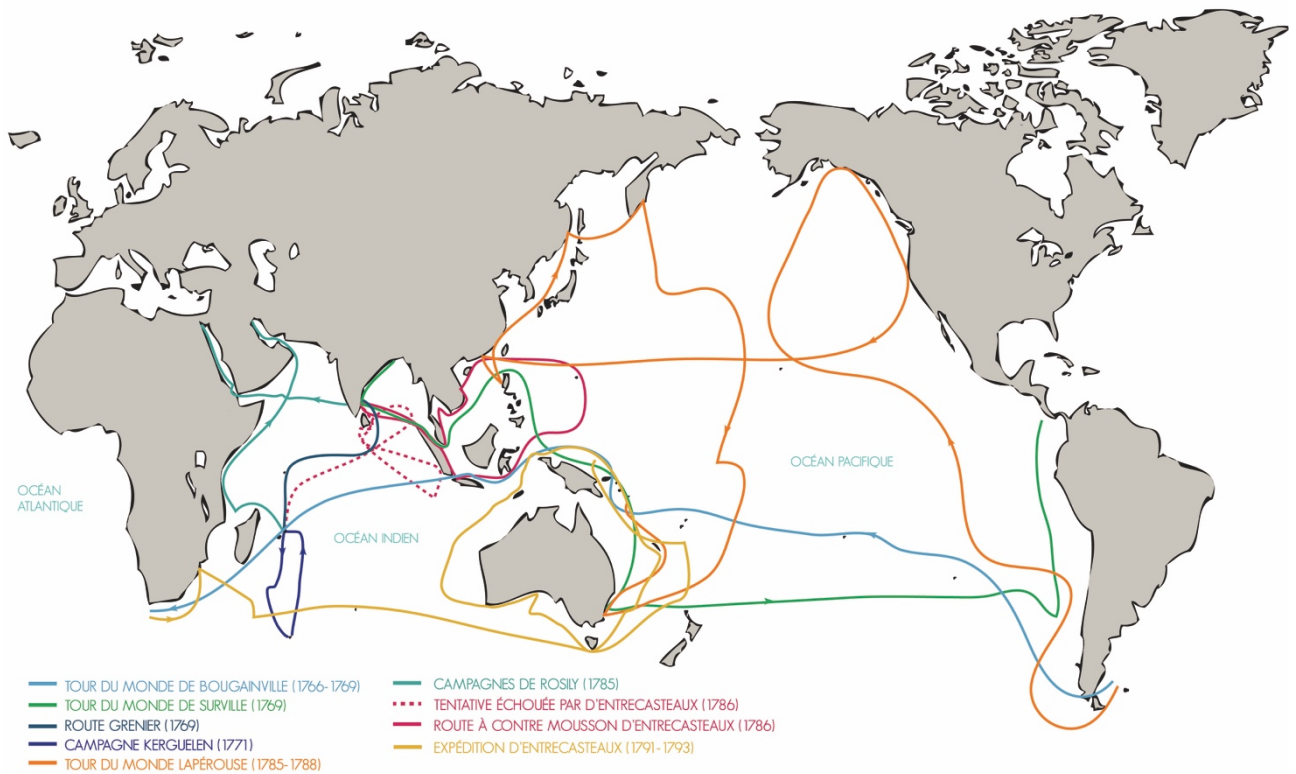 OCÉAN PACIFIQUE
OCÉAN
ATLANTIQUE
OCÉAN INDIEN
TOUR DU MONDE DE BOUGAINVILLE (1766-1769)
TOUR DU MONDE DE SURVILLE (1769)
ROUTE GRENIER (1769)
CAMPAGNE KERGUELEN (1771)
TOUR DU MONDE LAPÉROUSE (1785-1788)
CAMPAGNES DE ROSILY (1785)
TENTATIVE ÉCHOUÉE PAR D'ENTRECASTEAUX (1786)
ROUTE À CONTRE MOUSSON D'ENTRECASTEAUX (1786)
EXPÉDITION D'ENTRECASTEAUX (1791-1793)